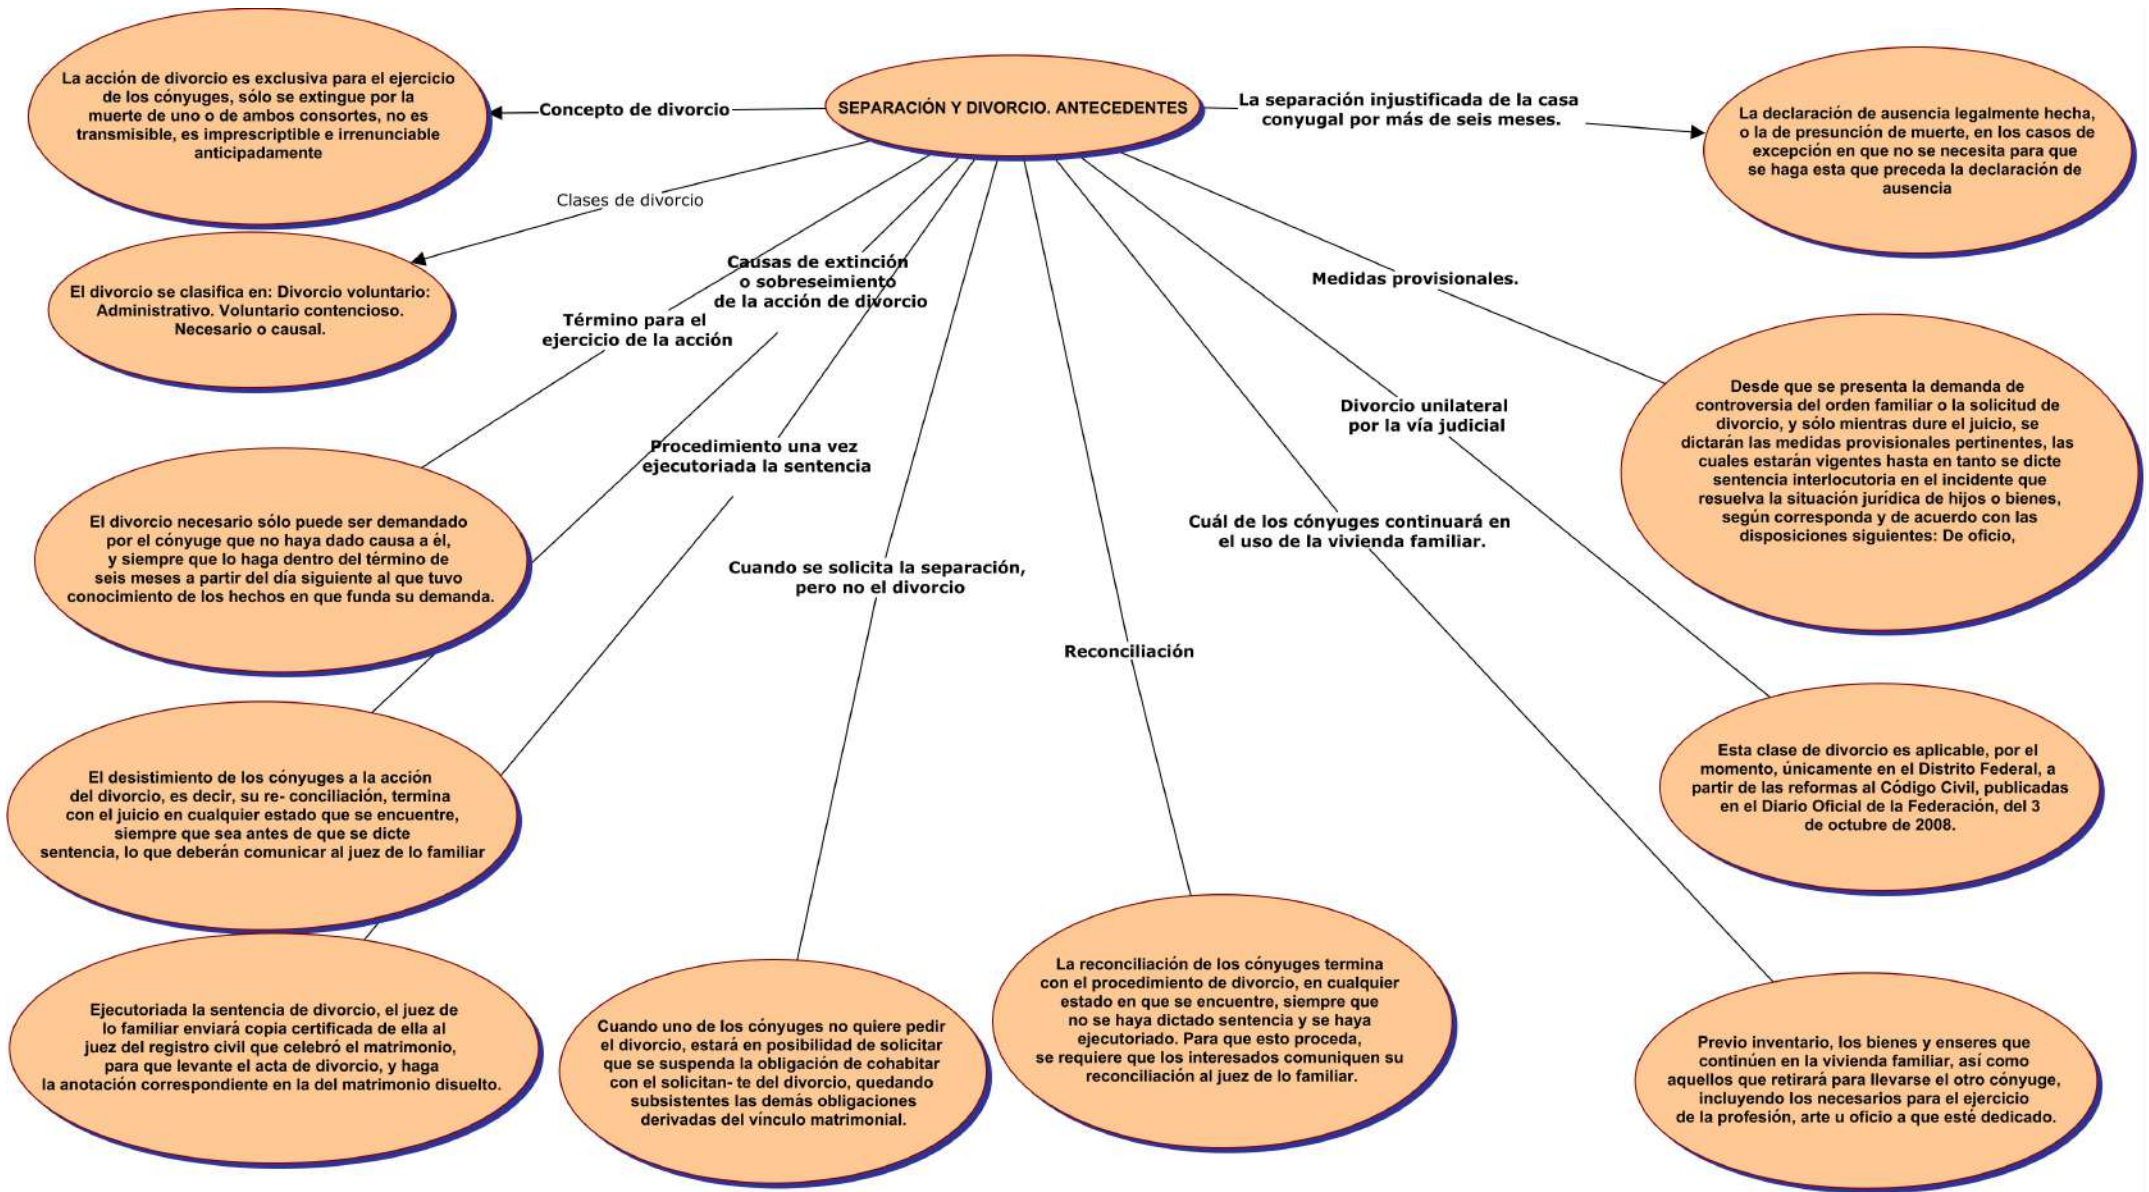 SEPARACIÓN Y DIVORCIO. ANTECEDENTES
Concepto de divorcio
La acción de divorcio es exclusiva para el ejercicio
de los cónyuges, sólo se extingue por la
muerte de uno o de ambos consortes, no es
transmisible, es imprescriptible e irrenunciable
anticipadamente
Clases de divorcio
El divorcio se clasifica en: Divorcio voluntario:
Administrativo. Voluntario contencioso.
Necesario o causal.
Término para el
ejercicio de la acción
El divorcio necesario sólo puede ser demandado
por el cónyuge que no haya dado causa a él,
y siempre que lo haga dentro del término de
seis meses a partir del día siguiente al que tuvo
conocimiento de los hechos en que funda su demanda.
Causas de extinción
o sobreseimiento
de la acción de divorcio
El desistimiento de los cónyuges a la acción
del divorcio, es decir, su re- conciliación, termina
con el juicio en cualquier estado que se encuentre,
siempre que sea antes de que se dicte
sentencia, lo que deberán comunicar al juez de lo familiar
Procedimiento una vez
ejecutoriada la sentencia
Ejecutoriada la sentencia de divorcio, el juez de
lo familiar enviará copia certificada de ella al
juez del registro civil que celebró el matrimonio,
para que levante el acta de divorcio, y haga
la anotación correspondiente en la del matrimonio disuelto.
Cuando se solicita la separación,
pero no el divorcio
Cuando uno de los cónyuges no quiere pedir
el divorcio, estará en posibilidad de solicitar
que se suspenda la obligación de cohabitar
con el solicitan- te del divorcio, quedando
subsistentes las demás obligaciones
derivadas del vínculo matrimonial.
Reconciliación
La reconciliación de los cónyuges termina
con el procedimiento de divorcio, en cualquier
estado en que se encuentre, siempre que
no se haya dictado sentencia y se haya
ejecutoriado. Para que esto proceda,
se requiere que los interesados comuniquen su
reconciliación al juez de lo familiar.
Cuál de los cónyuges continuará en
el uso de la vivienda familiar.
Previo inventario, los bienes y enseres que
continúen en la vivienda familiar, así como
aquellos que retirará para llevarse el otro cónyuge,
incluyendo los necesarios para el ejercicio
de la profesión, arte u oficio a que esté dedicado.
Divorcio unilateral
por la vía judicial
Esta clase de divorcio es aplicable, por el
momento, únicamente en el Distrito Federal, a
partir de las reformas al Código Civil, publicadas
en el Diario Oficial de la Federación, del 3
de octubre de 2008.
Medidas provisionales.
Desde que se presenta la demanda de
controversia del orden familiar o la solicitud de
divorcio, y sólo mientras dure el juicio, se
dictarán las medidas provisionales pertinentes, las
cuales estarán vigentes hasta en tanto se dicte
sentencia interlocutoria en el incidente que
resuelva la situación jurídica de hijos o bienes,
según corresponda y de acuerdo con las
disposiciones siguientes: De oficio,
La separación injustificada de la casa
conyugal por más de seis meses.
La declaración de ausencia legalmente hecha,
o la de presunción de muerte, en los casos de
excepción en que no se necesita para que
se haga esta que preceda la declaración de
ausencia